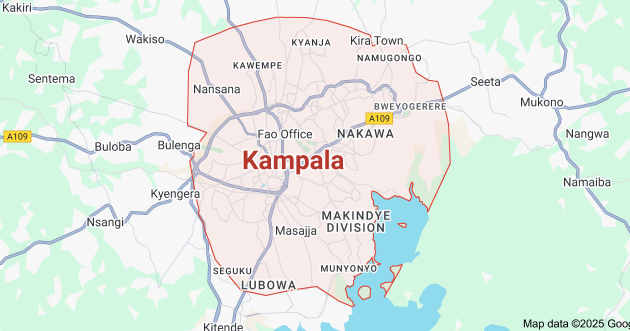 Kakiri
Wakiso
KYANJA
Kira Town
KAWEMPE
NAMUGONGO
Sentema
Nansana
Seeta
Mukono
BWEYOGERERE
A109
A109
Fao Office
NAKAWA
Nangwa
Buloba
Bulenga
Kampala
Kyengera
Namaiba
Nsangi
MAKINDYE
DIVISION
Masajja
SEGUKU
MUNYONYO
LUBOWA
Kitende
Map data ©2025 Goog